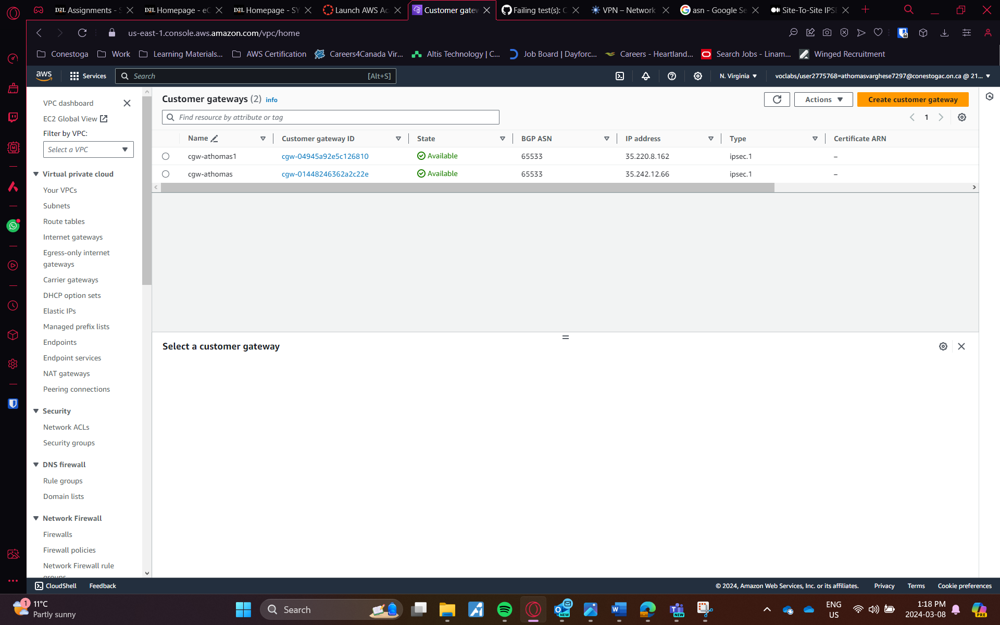 Assignments - S
Homepage - eC
Homepage - SY
Launch AWS Ac
Customer gatew
Failing test(s): C
VPN – Network
asn - Google Se
Site-To-Site IPSE
us-east-1.console.aws.amazon.com/vpc/home
Conestoga
Work
Learning Materials...
AWS Certification
Careers4Canada Vir...
Altis Technology | C...
Job Board | Dayforc...
Careers - Heartland...
Search Jobs - Linam...
Winged Recruitment
aws
Services
Search
[Alt+S]
N. Virginia
voclabs/user2775768=athomasvarghese7297@conestogac.on.ca @ 21...
VPC dashboard
EC2 Global View
Filter by VPC:
Select a VPC
Virtual private cloud
Your VPCs
Subnets
Route tables
Internet gateways
Egress-only internet
gateways
Carrier gateways
DHCP option sets
Elastic IPs
Managed prefix lists
Endpoints
Endpoint services
NAT gateways
Peering connections
Security
Network ACLs
Security groups
DNS firewall
Rule groups
Domain lists
Network Firewall
Firewalls
Firewall policies
Network Firewall rule
groups
Customer gateways (2) info
Actions
Create customer gateway
Find resource by attribute or tag
1
Name Customer gateway ID State BGP ASN IP address Type Certificate ARN
cgw-athomas1 cgw-04945a92e5c126810 Available 65533 35.220.8.162 ipsec.1 –
cgw-athomas cgw-01448246362a2c22e Available 65533 35.242.12.66 ipsec.1 –
Select a customer gateway
CloudShell
Feedback
© 2024, Amazon Web Services, Inc. or its affiliates.
Privacy
Terms
Cookie preferences
1
11°C
Partly sunny
Search
NEW
NEW
ENG
US
1:18 PM
2024-03-08
PRE